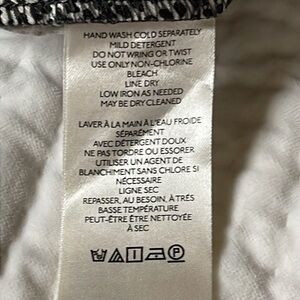 HAND WASH COLD SEPARATELY
MILD DETERGENT
DO NOT WRING OR TWIST
USE ONLY NON-CHLORINE
BLEACH
LINE DRY
LOW IRON AS NEEDED
MAY BE DRY CLEANED
LAVER À LA MAIN À L'EAU FROIDE
SÉPARÉMENT
AVEC DÉTERGENT DOUX
NE PAS TORDRE OU ESSORER
UTILISER UN AGENT DE
BLANCHIMENT SANS CHLORE SI
NÉCESSAIRE
LIGNE SEC
REPASSER, AU BESOIN, À TRÉS
BASSE TEMPÉRATURE
PEUT-ÊTRE ÊTRE NETTOYÉE
À SEC